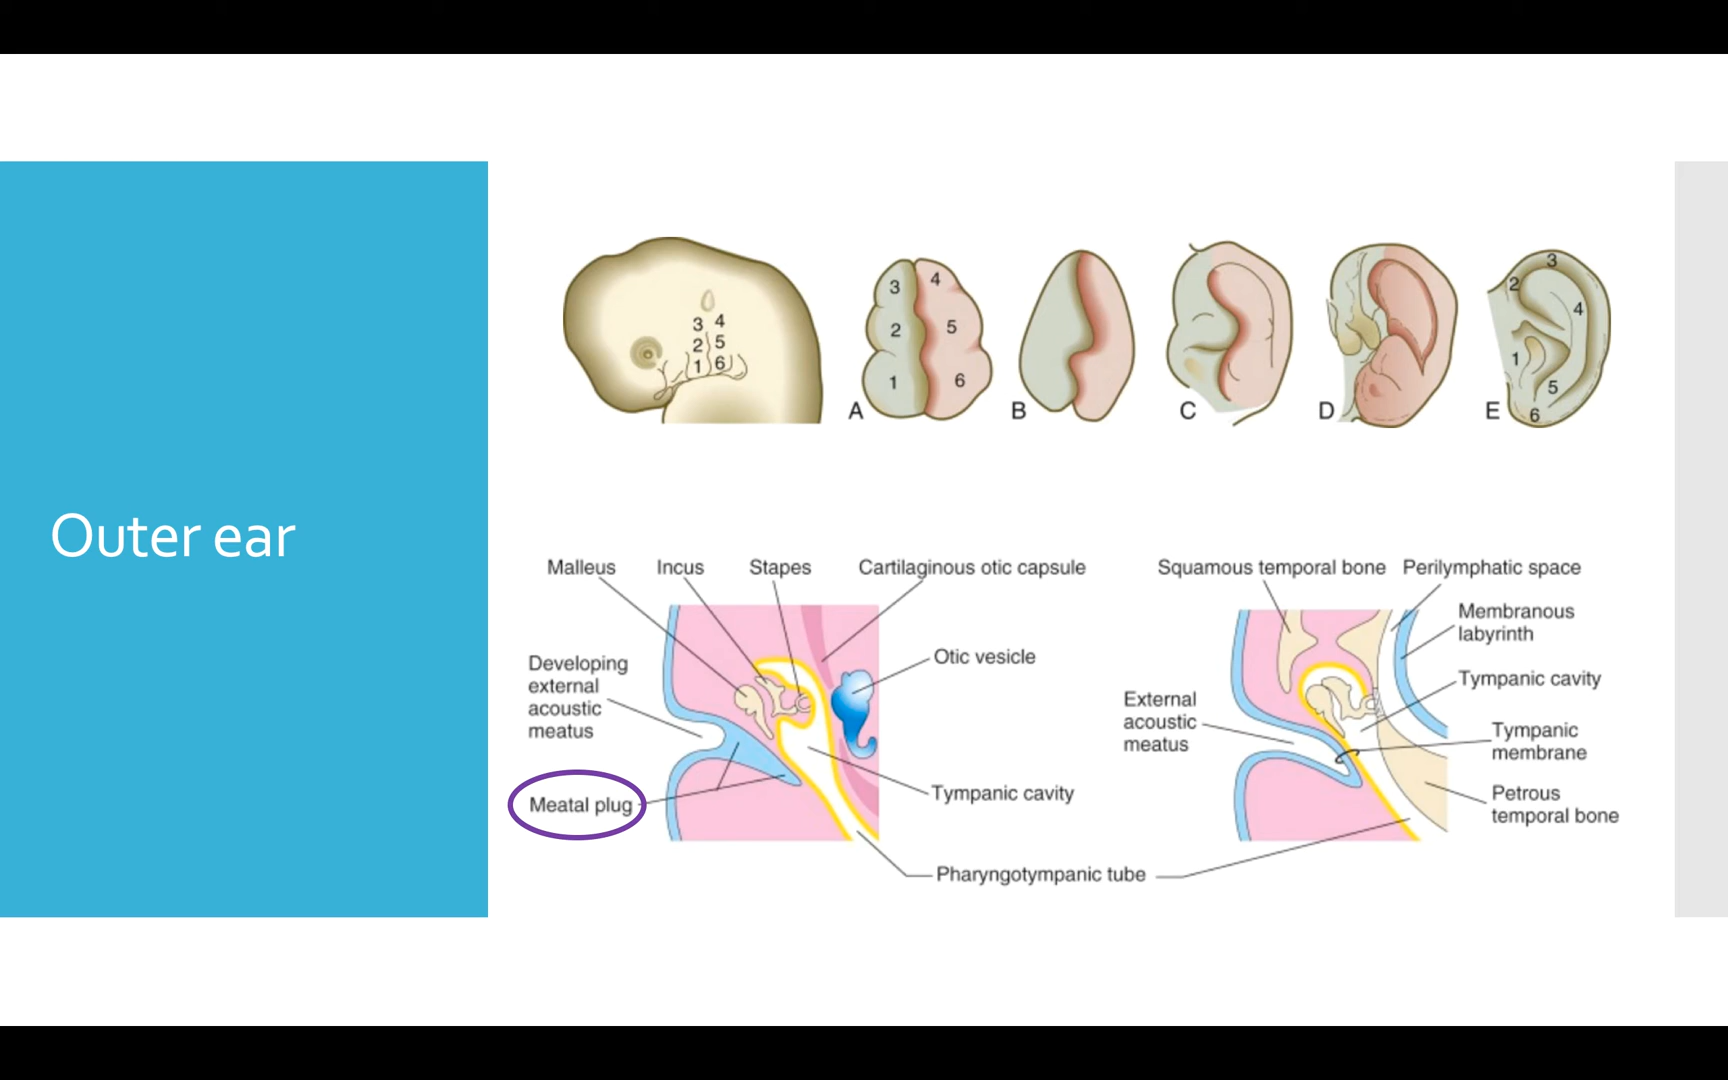 Outer ear
3 4
2 5
1 6
3
4
2
5
1
6
A
B
C
D
E
3
2
4
1
5
6
Malleus
Incus
Stapes
Cartilaginous otic capsule
Developing
external
acoustic
meatus
Otic vesicle
Meatal plug
Tympanic cavity
Pharyngotympanic tube
Squamous temporal bone
Perilymphatic space
Membranous
labyrinth
Tympanic cavity
External
acoustic
meatus
Tympanic
membrane
Petrous
temporal bone